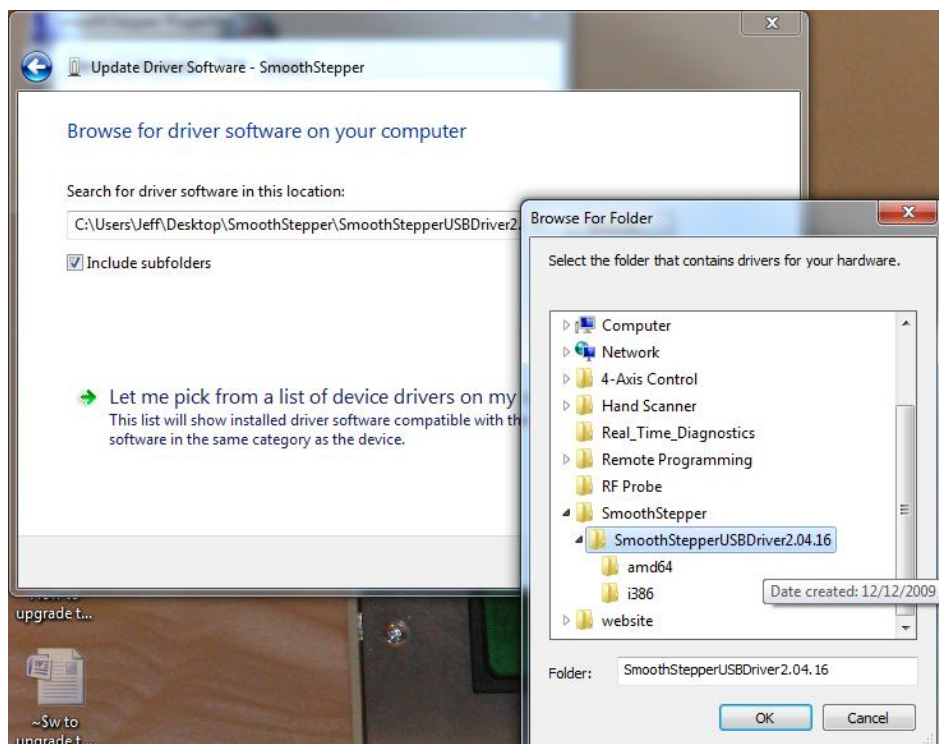 Update Driver Software - SmoothStepper
Browse for driver software on your computer
Search for driver software in this location:
C:\Users\Jeff\Desktop\SmoothStepper\SmoothStepperUSBDriver2.
Include subfolders
Let me pick from a list of device drivers on my
This list will show installed driver software compatible with th
software in the same category as the device.
Browse For Folder
Select the folder that contains drivers for your hardware.
Computer
Network
4-Axis Control
Hand Scanner
Real_Time_Diagnostics
Remote Programming
RF Probe
SmoothStepper
SmoothStepperUSBDriver2.04.16
amd64
i386
Date created: 12/12/2009
website
Folder:
SmoothStepperUSBDriver2.04.16
OK
Cancel
upgrade t...
~Sw to
upgrade t...